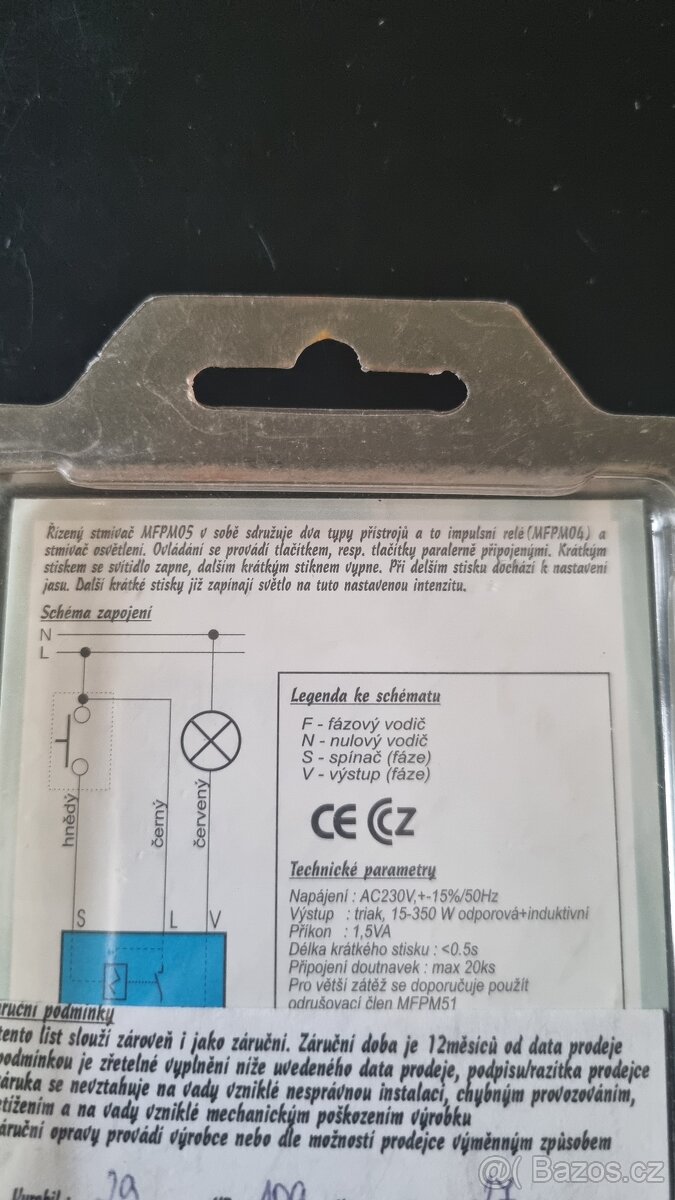 Řízený stmívač MFPM05 v sobě sdružuje dva typy přístrojů a to impulsní relé(MFPM04) a
stmívač osvětlení. Ovládání se provádí tlačítkem, resp. tlačítky paralerně připojenými. Krátkým
stiskem se svítidlo zapne, dalším krátkým stiknem vypne. Při delším stisku dochází k nastavení
jasu. Další krátké stisky již zapínají světlo na tuto nastavenou intenzitu.
Schéma zapojení
N
L
hnědý
černý
červený
S
L
V
Legenda ke schématu
F - fázový vodič
N - nulový vodič
S - spínač (fáze)
V - výstup (fáze)
CE CCZ
Technické parametry
Napájení : AC230V,+-15%/50Hz
Výstup : triak, 15-350 W odporová+induktivní
Příkon : 1,5VA
Délka krátkého stisku : <0.5s
Připojení doutnavek : max 20ks
Pro větší zátěž se doporučuje použít
odrušovací člen MFPM51
ruční podmínky
tento list slouží zároveň i jako záruční. Záruční doba je 12měsíců od data prodeje
podmínkou je zřetelné vyplnění níže uvedeného data prodeje, podpisu/razítka prodejce
áruka se nevztahuje na vady vzniklé nesprávnou instalací, chybným provozováním,
etížením a na vady vzniklé mechanickým poškozením výrobku
áruční opravy provádí výrobce nebo dle možností prodejce výměnným způsobem
Vyrobil :
Bazos.cz